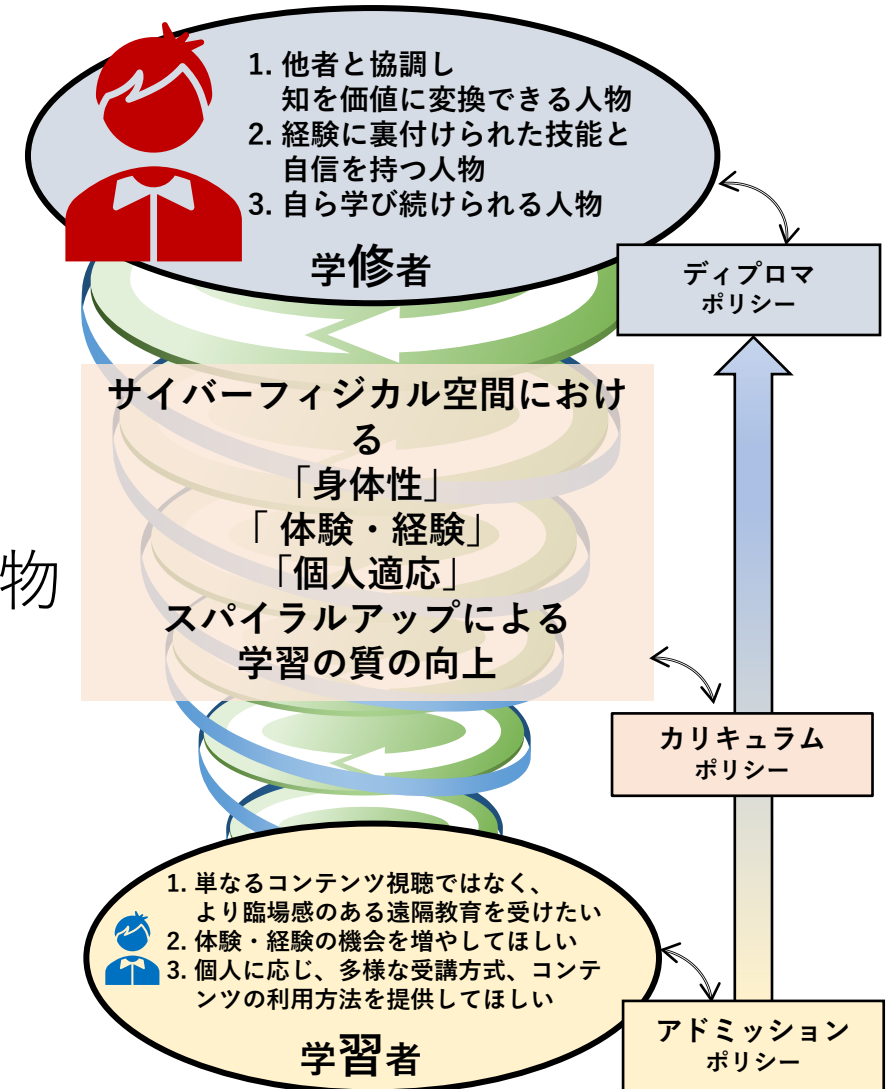 1. 他者と協調し
知を価値に変換できる人物
2. 経験に裏付けられた技能と
自信を持つ人物
3. 自ら学び続けられる人物
学修者
ディプロマ
ポリシー
サイバーフィジカル空間におけ
る
「身体性」
「 体験・経験」
「個人適応」
スパイラルアップによる
学習の質の向上
物
カリキュラム
ポリシー
1. 単なるコンテンツ視聴ではなく、
より臨場感のある遠隔教育を受けたい
2. 体験・経験の機会を増やしてほしい
3. 個人に応じ、多様な受講方式、コンテ
ンツの利用方法を提供してほしい
学習者
アドミッション
ポリシー